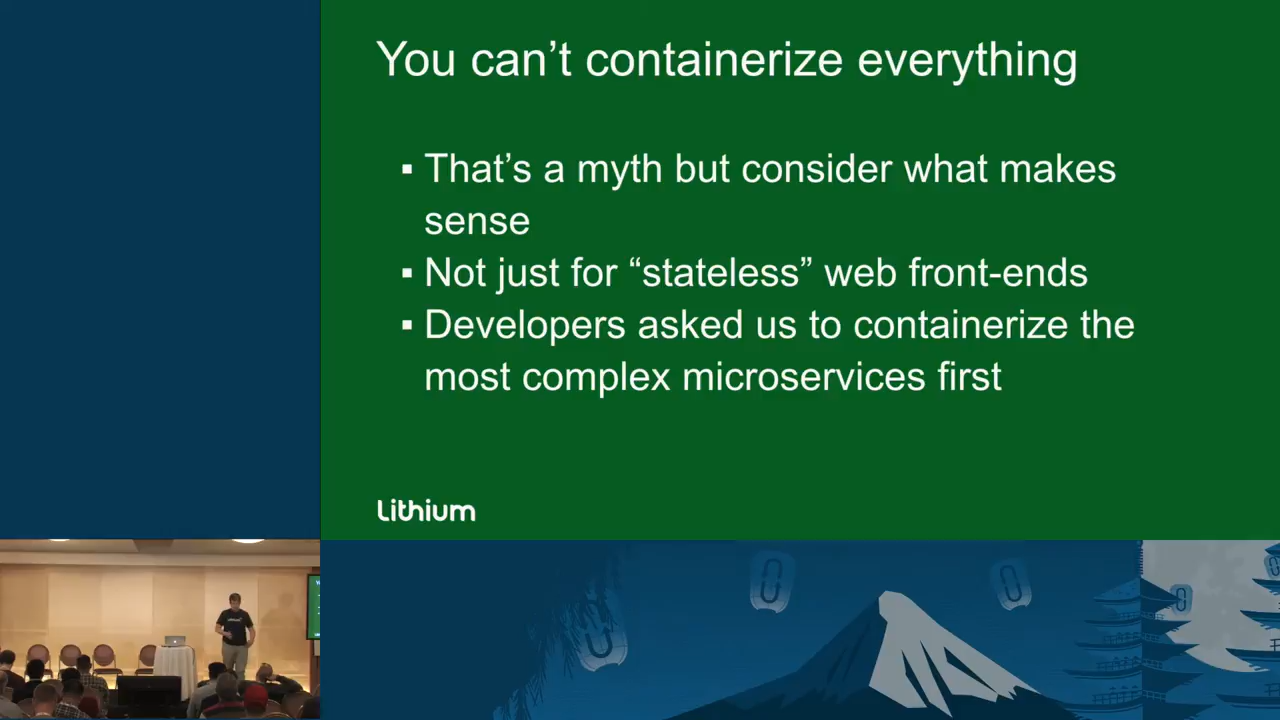 You can’t containerize everything
▪ That’s a myth but consider what makes
sense
▪ Not just for “stateless” web front-ends
▪ Developers asked us to containerize the
most complex microservices first
Lithium